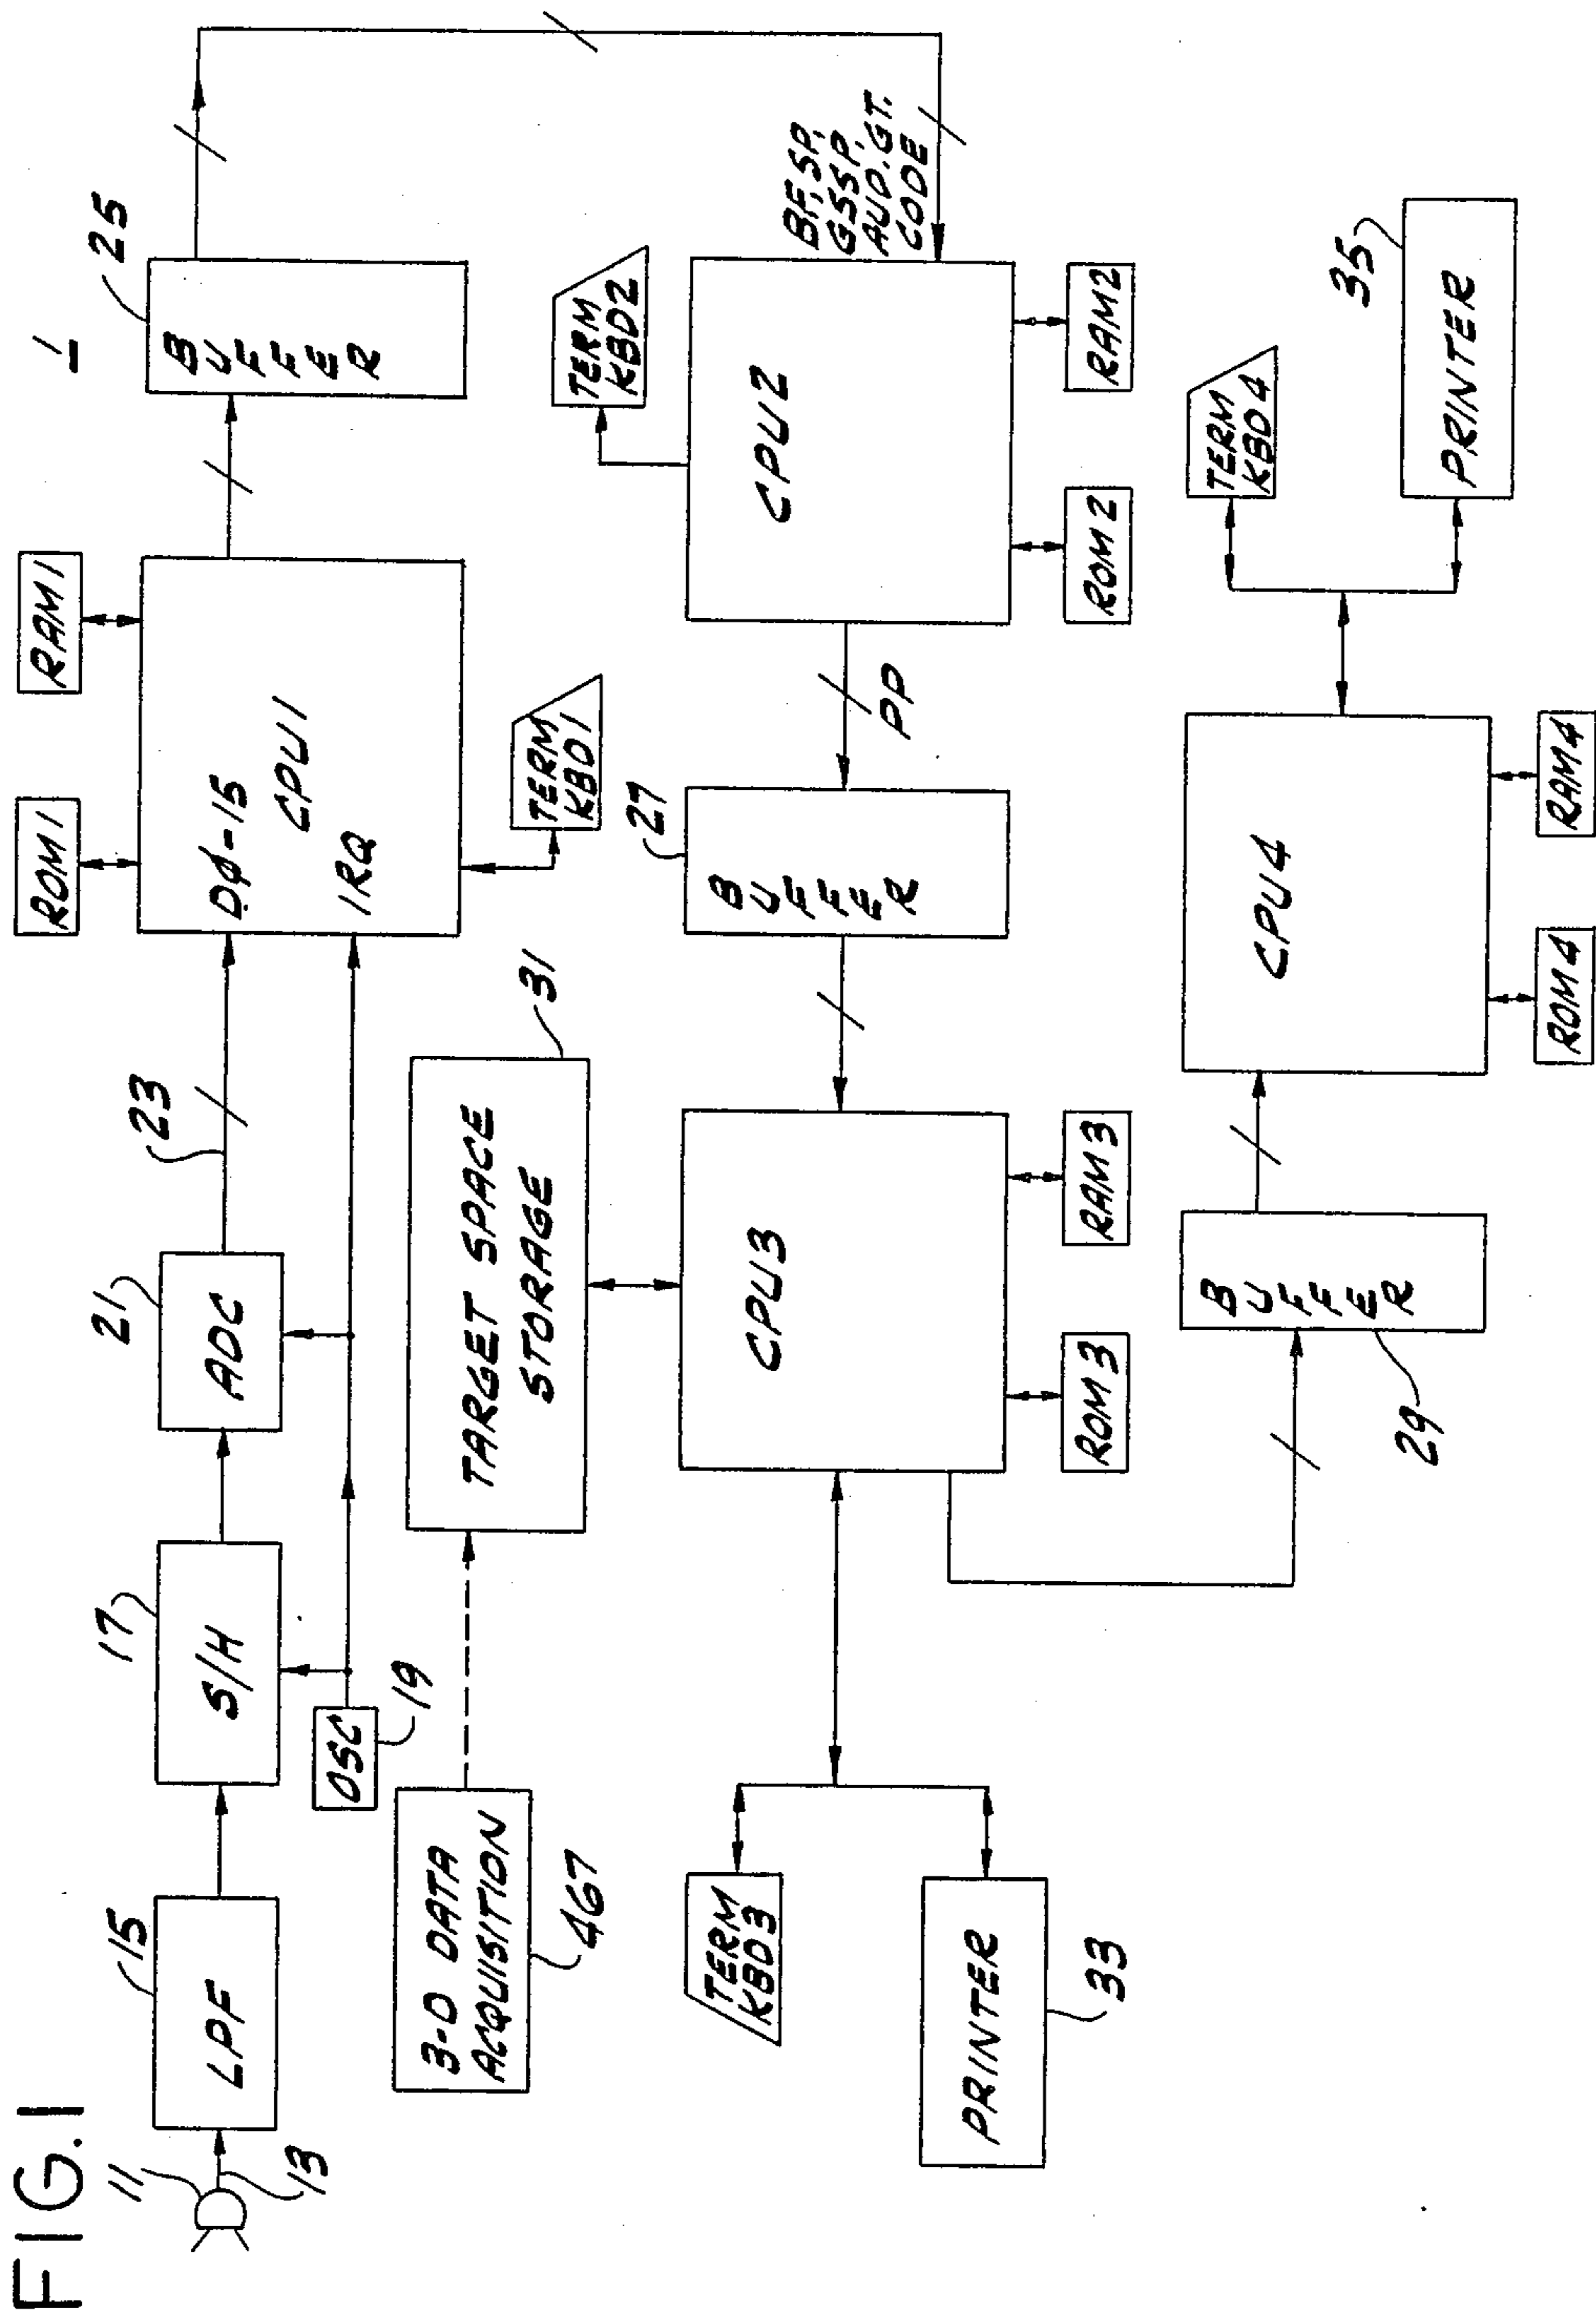 FIG.1
1
11
13
15
LPF
17
S/H
OSC
19
21
ADC
23
ROM1
RAM1
DØ-15
CPU1
IRQ
TERM
KBD1
25
BUFFER
3-D DATA
ACQUISITION
467
TARGET SPACE
STORAGE
31
TERM
KBD2
BF, SP,
GSSP,
AUD. GT.
CODE
CPU2
ROM2
RAM2
PP
27
BUFFER
CPU3
ROM3
RAM3
TERM
KBD3
PRINTER
33
BUFFER
29
CPU4
ROM4
RAM4
TERM
KBD4
PRINTER
35